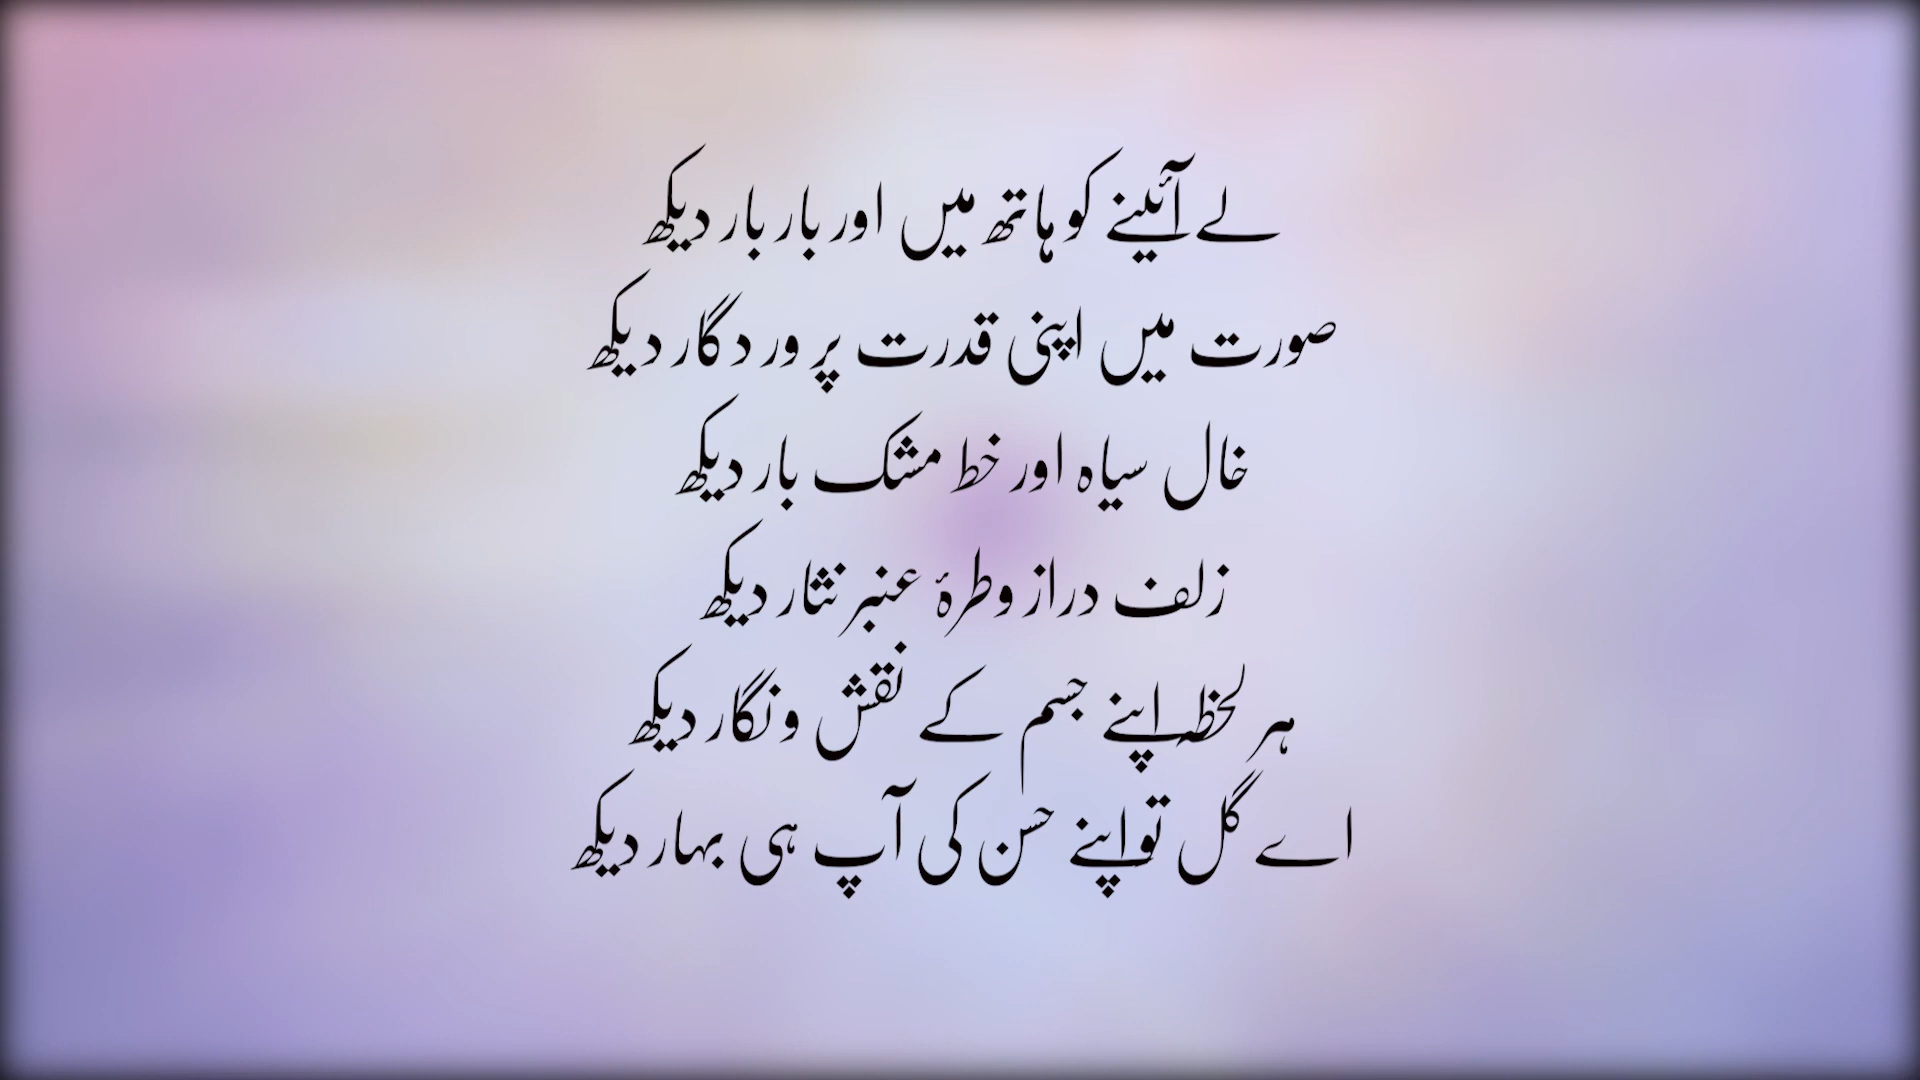 لے آئینے کو ہاتھ میں اور بار بار دیکھ
صورت میں اپنی قدرت پروردگار دیکھ
خال سیاہ اور خط مشک بار دیکھ
زلف دراز و طرۂ عنبر نثار دیکھ
ہر لحظہ اپنے جسم کے نقش و نگار دیکھ
اے گل تو اپنے حسن کی آپ ہی بہار دیکھ